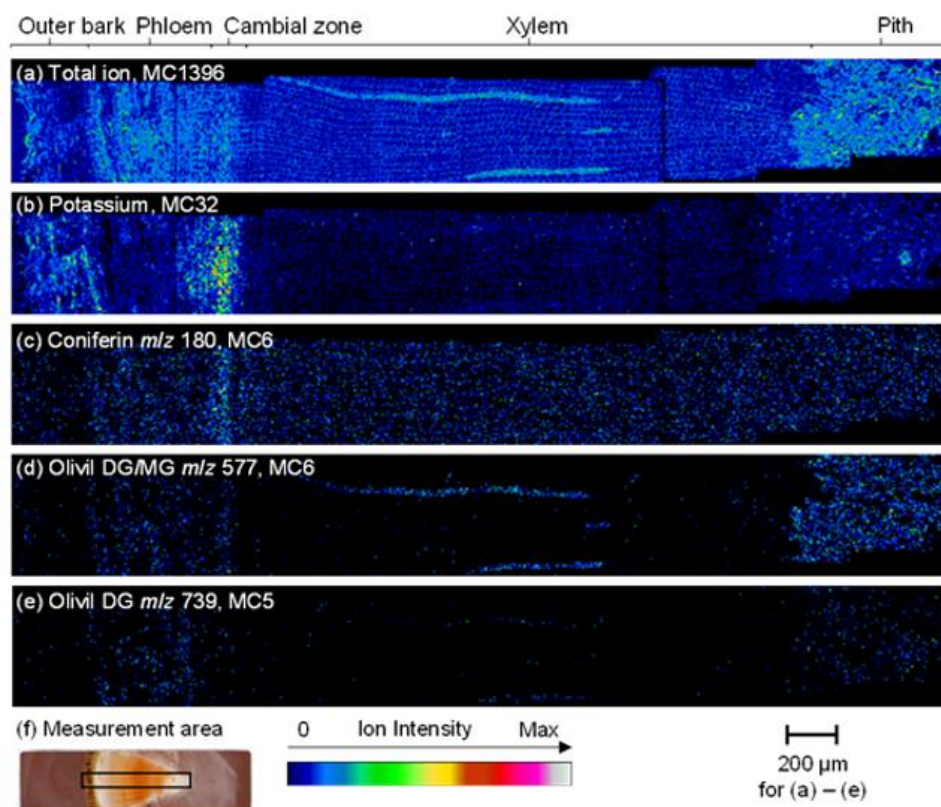 Outer bark Phloem Cambial zone Xylem Pith
(a) Total ion, MC1396
(b) Potassium, MC32
(c) Coniferin m/z 180, MC6
(d) Olivil DG/MG m/z 577, MC6
(e) Olivil DG m/z 739, MC5
(f) Measurement area
0 Ion Intensity Max
200 µm
for (a) – (e)